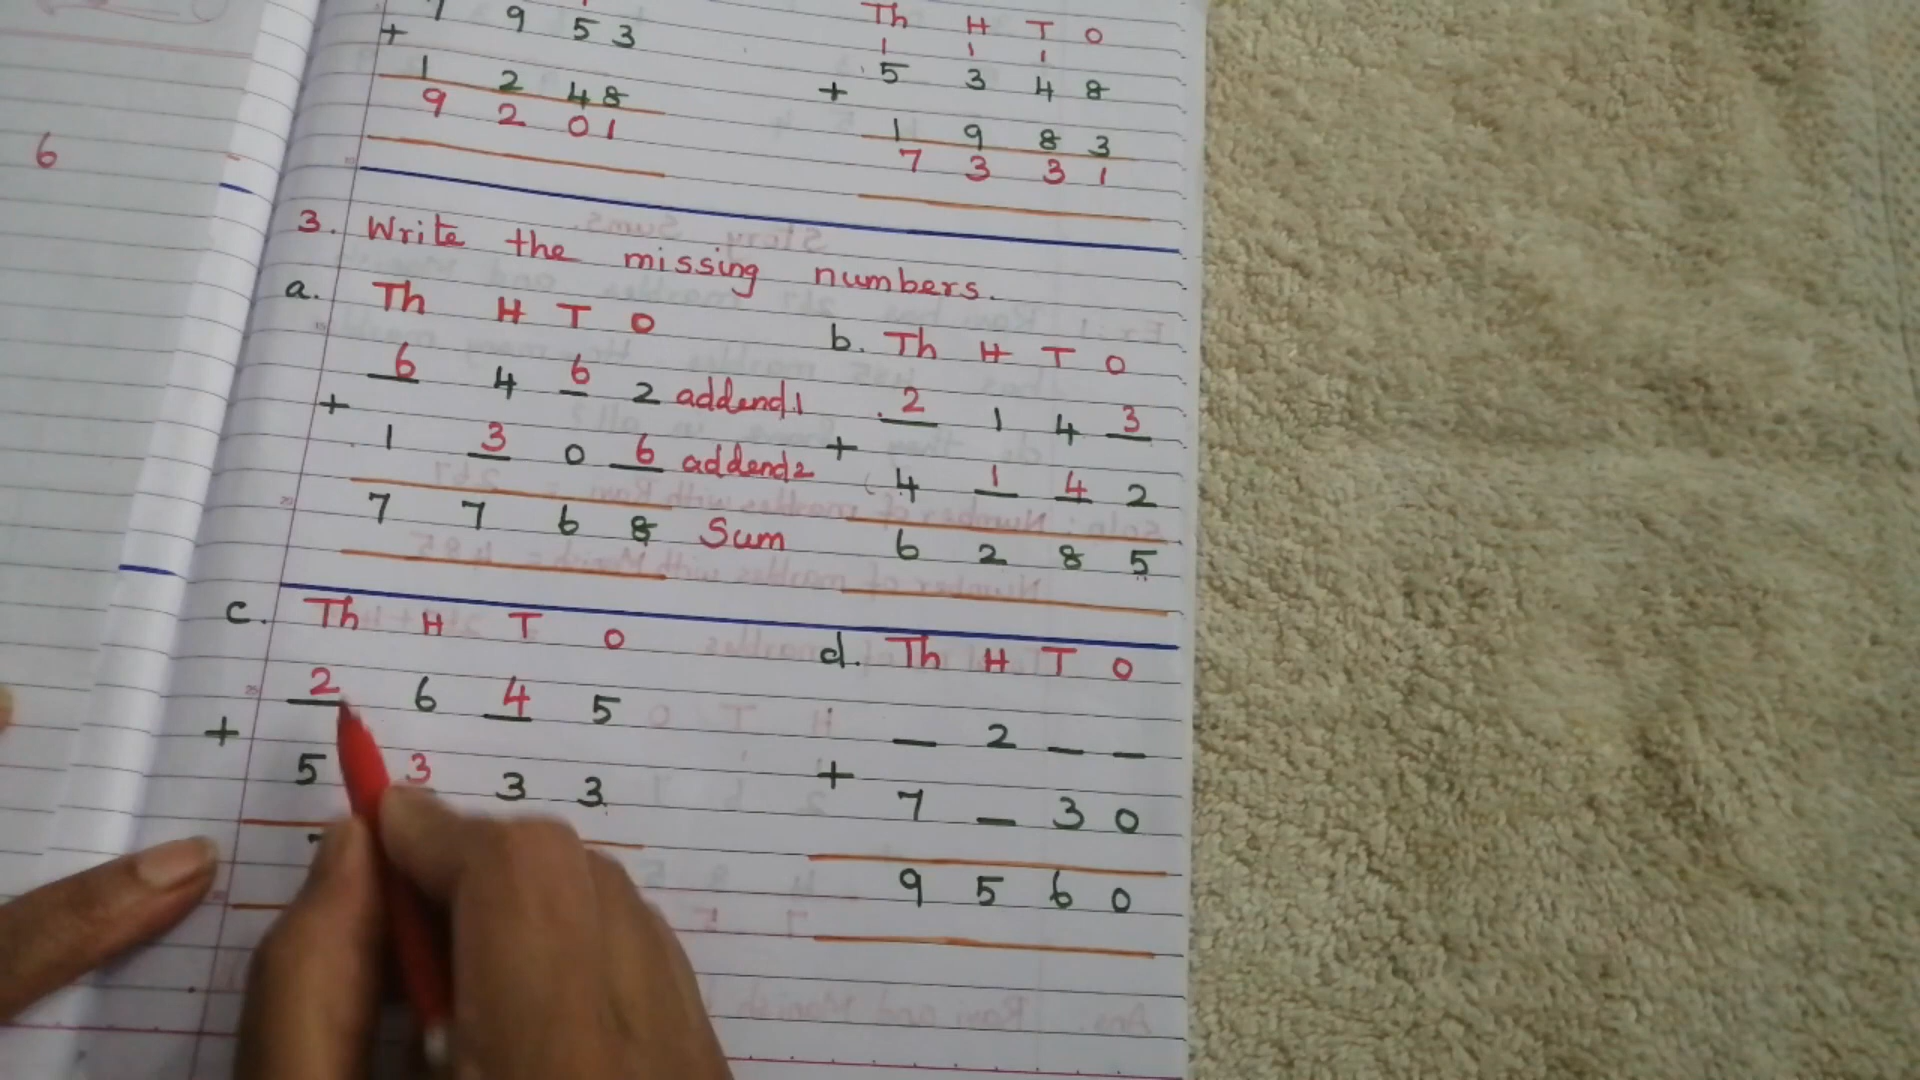 7 9 5 3
+
1 2 4 8
9 2 0 1
Th H T O
1 1 1
5 3 4 8
+
1 9 8 3
7 3 3 1
6
3. Write the missing numbers.
a. Th H T O
6 4 6 2 addend1
+
1 3 0 6 addend2
7 7 6 8 Sum
b. Th H T O
2 1 4 3
+
4 1 4 2
6 2 8 5
c. Th H T O
2 6 4 5
+
5 3 3 3
d. Th H T O
_ 2 _ _
+
7 _ 3 0
9 5 6 0